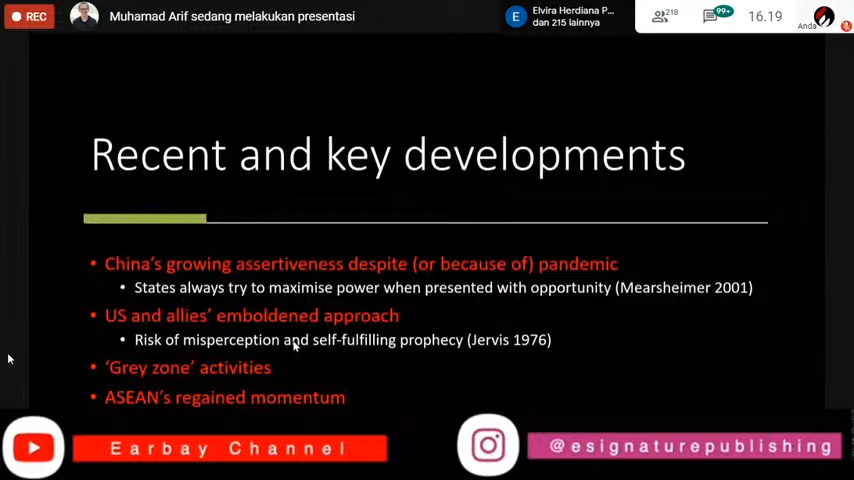 REC
Muhamad Arif sedang melakukan presentasi
E
Elvira Herdiana P...
dan 215 lainnya
218
99+
16.19
Anda
Recent and key developments
• China's growing assertiveness despite (or because of) pandemic
• States always try to maximise power when presented with opportunity (Mearsheimer 2001)
• US and allies' emboldened approach
• Risk of misperception and self-fulfilling prophecy (Jervis 1976)
• 'Grey zone' activities
• ASEAN's regained momentum
Earbay Channel
@esignaturepublishing